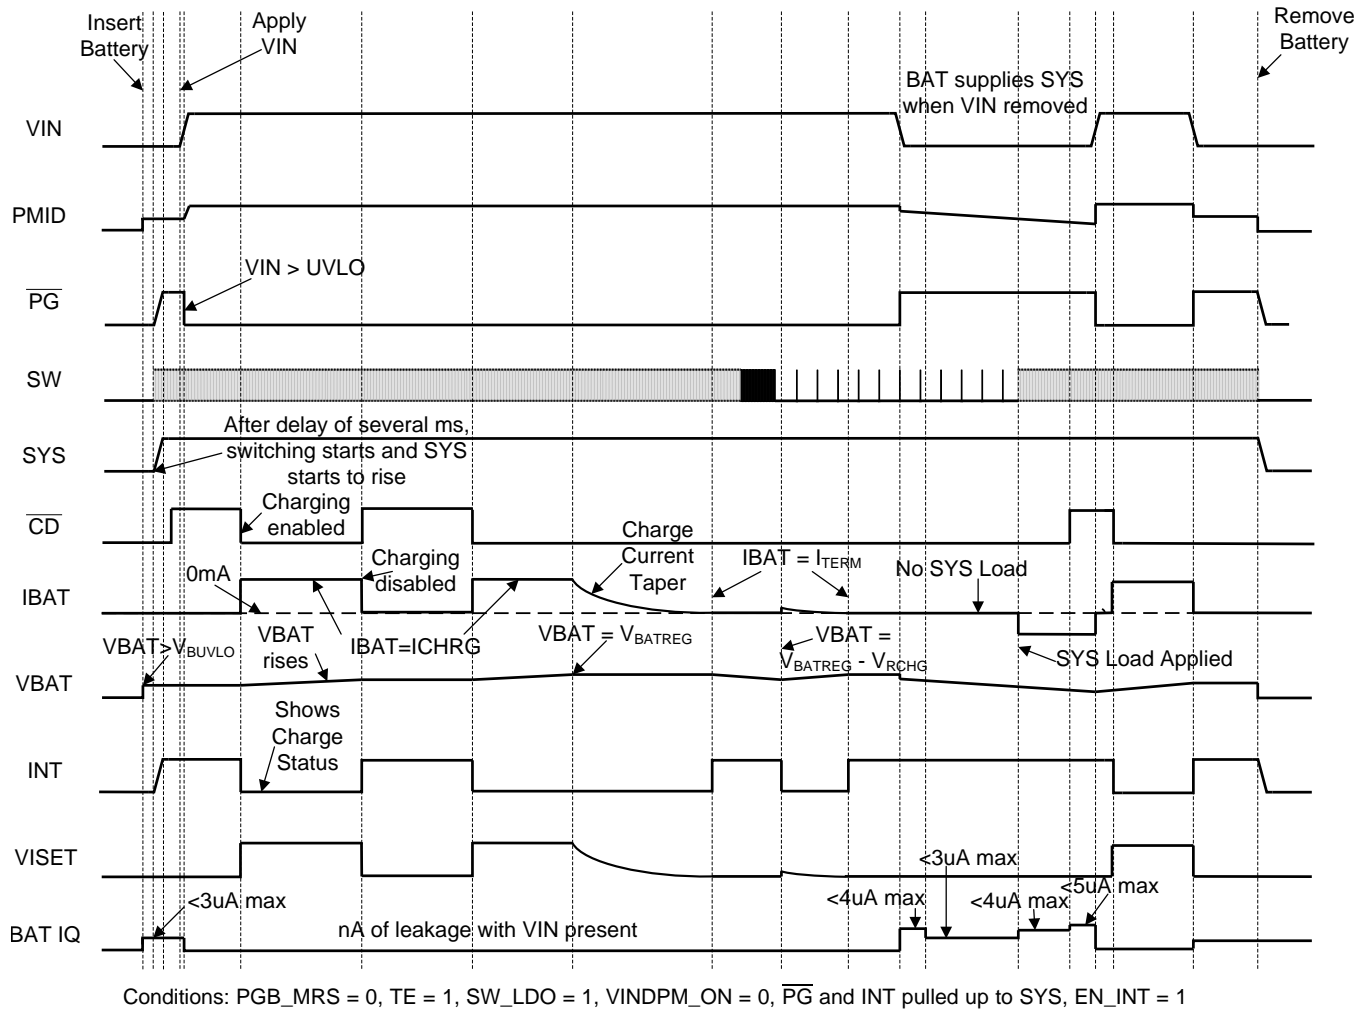 Insert
Battery
Apply
VIN
Remove
Battery
BAT supplies SYS
when VIN removed
VIN
PMID
VIN > UVLO
PG
SW
After delay of several ms,
switching starts and SYS
starts to rise
SYS
Charging
enabled
CD
Charge
Current
Taper
Charging
disabled
IBAT = ITERM
No SYS Load
0mA
IBAT
VBAT>VBUVLO
VBAT
rises
IBAT=ICHRG
VBAT = VBATREG
VBAT =
VBATREG - VRCHG
SYS Load Applied
VBAT
Shows
Charge
Status
INT
VISET
<3uA max
<4uA max
<3uA max
<4uA max
<5uA max
nA of leakage with VIN present
BAT IQ
Conditions: PGB_MRS = 0, TE = 1, SW_LDO = 1, VINDPM_ON = 0, PG and INT pulled up to SYS, EN_INT = 1